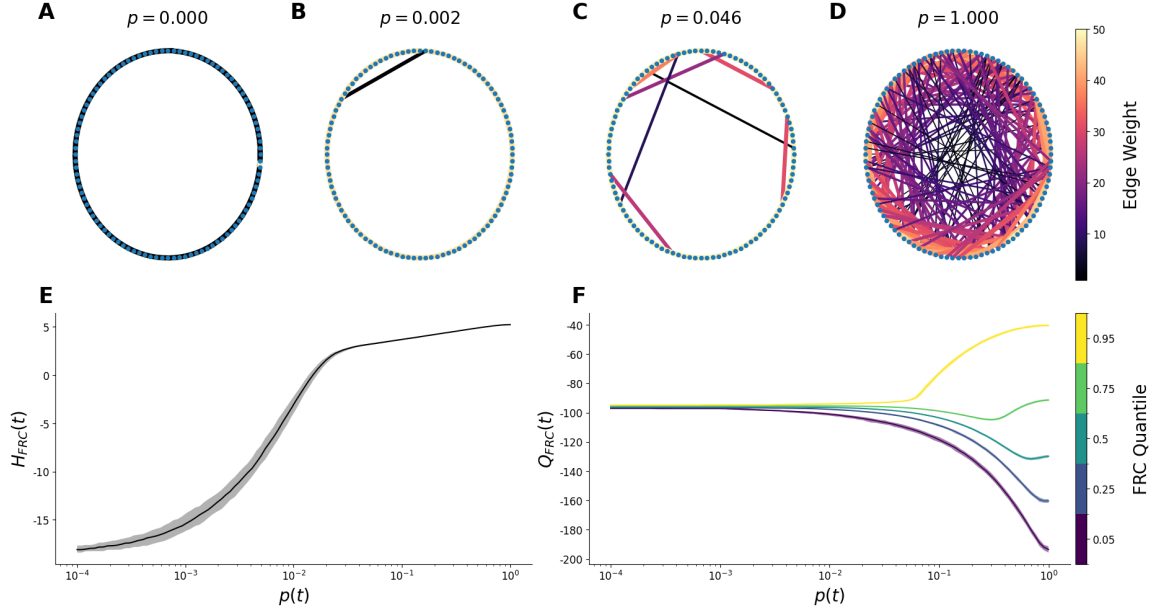 A
p = 0.000
B
p = 0.002
C
p = 0.046
D
p = 1.000
50
40
30
20
10
Edge Weight
E
5
0
-5
-10
-15
H_FRC(t)
10^-4
10^-3
10^-2
10^-1
10^0
p(t)
F
-40
-60
-80
-100
-120
-140
-160
-180
-200
Q_FRC(t)
10^-4
10^-3
10^-2
10^-1
10^0
p(t)
0.95
0.75
0.5
0.25
0.05
FRC Quantile